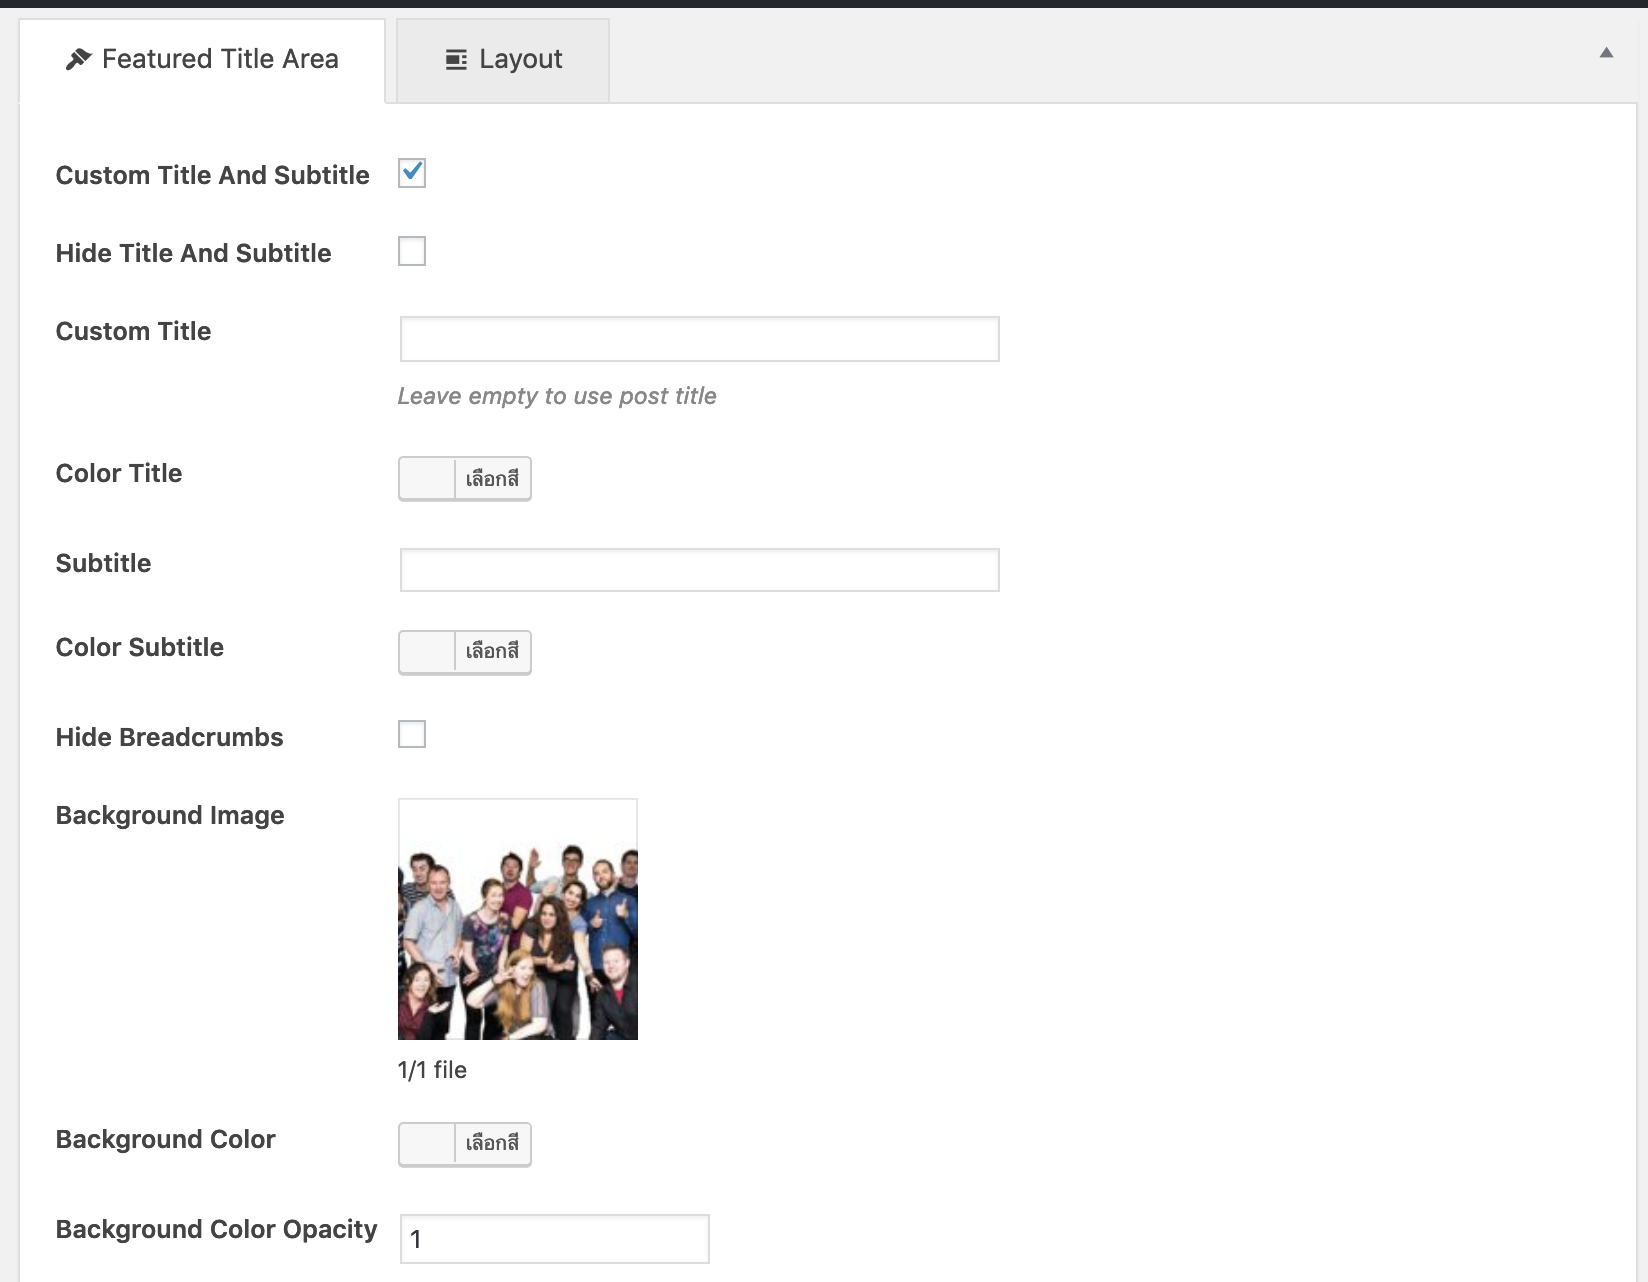 Featured Title Area
Layout
Custom Title And Subtitle
Hide Title And Subtitle
Custom Title
Leave empty to use post title
Color Title
เลือกสี
Subtitle
Color Subtitle
เลือกสี
Hide Breadcrumbs
Background Image
1/1 file
Background Color
เลือกสี
Background Color Opacity
1